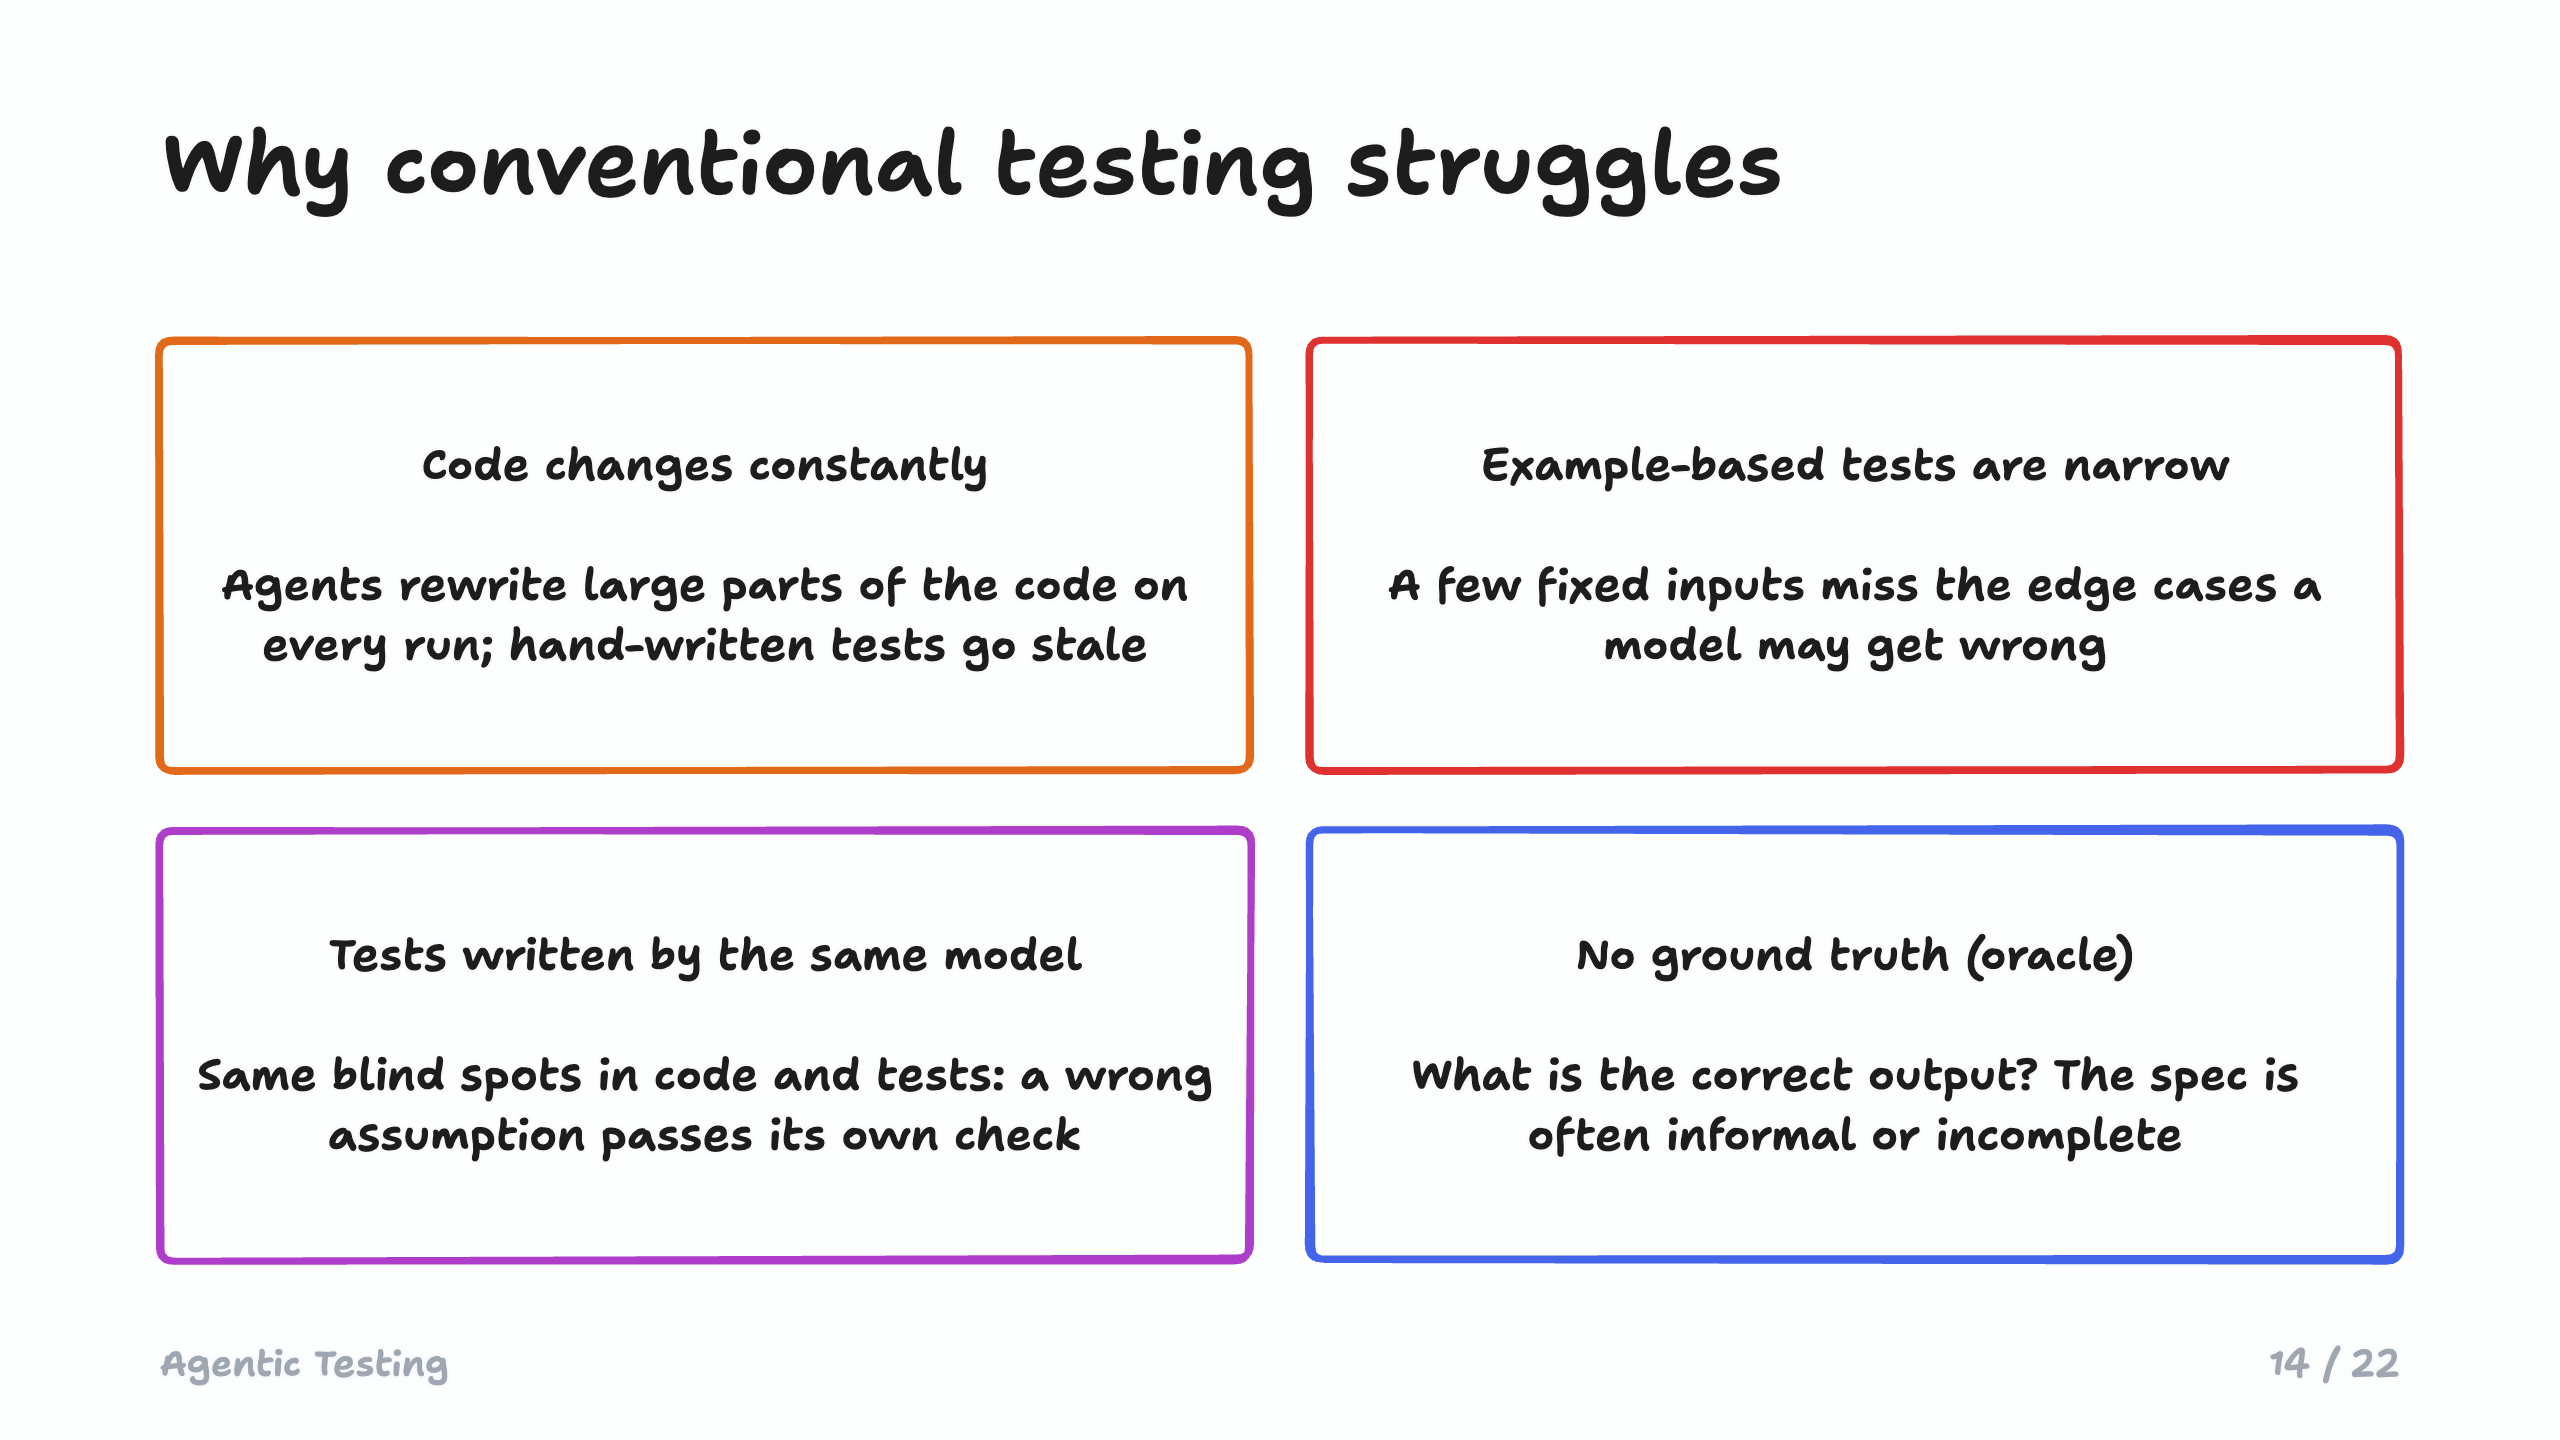 Why conventional testing struggles
Code changes constantly
Agents rewrite large parts of the code on
every run; hand-written tests go stale
Example-based tests are narrow
A few fixed inputs miss the edge cases a
model may get wrong
Tests written by the same model
Same blind spots in code and tests: a wrong
assumption passes its own check
No ground truth (oracle)
What is the correct output? The spec is
often informal or incomplete
Agentic Testing
14 / 22